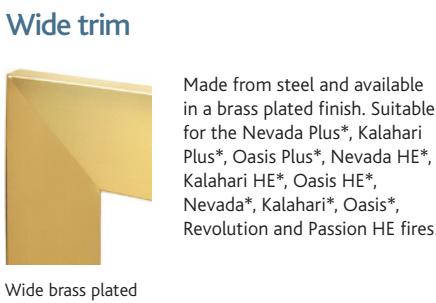 Wide trim
Made from steel and available
in a brass plated finish. Suitable
for the Nevada Plus*, Kalahari
Plus*, Oasis Plus*, Nevada HE*,
Kalahari HE*, Oasis HE*,
Nevada*, Kalahari*, Oasis*,
Revolution and Passion HE fires.
Wide brass plated